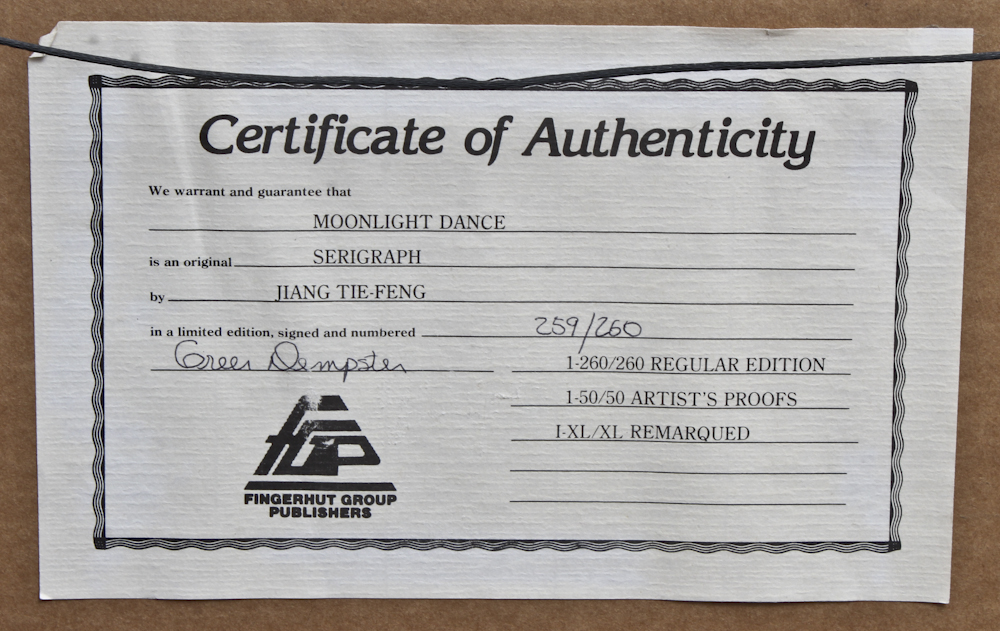 Certificate of Authenticity
We warrant and guarantee that
MOONLIGHT DANCE
is an original SERIGRAPH
by JIANG TIE-FENG
in a limited edition, signed and numbered 259/260
Greer Dempster
1-260/260 REGULAR EDITION
1-50/50 ARTIST'S PROOFS
I-XL/XL REMARQUED
FGP
FINGERHUT GROUP
PUBLISHERS